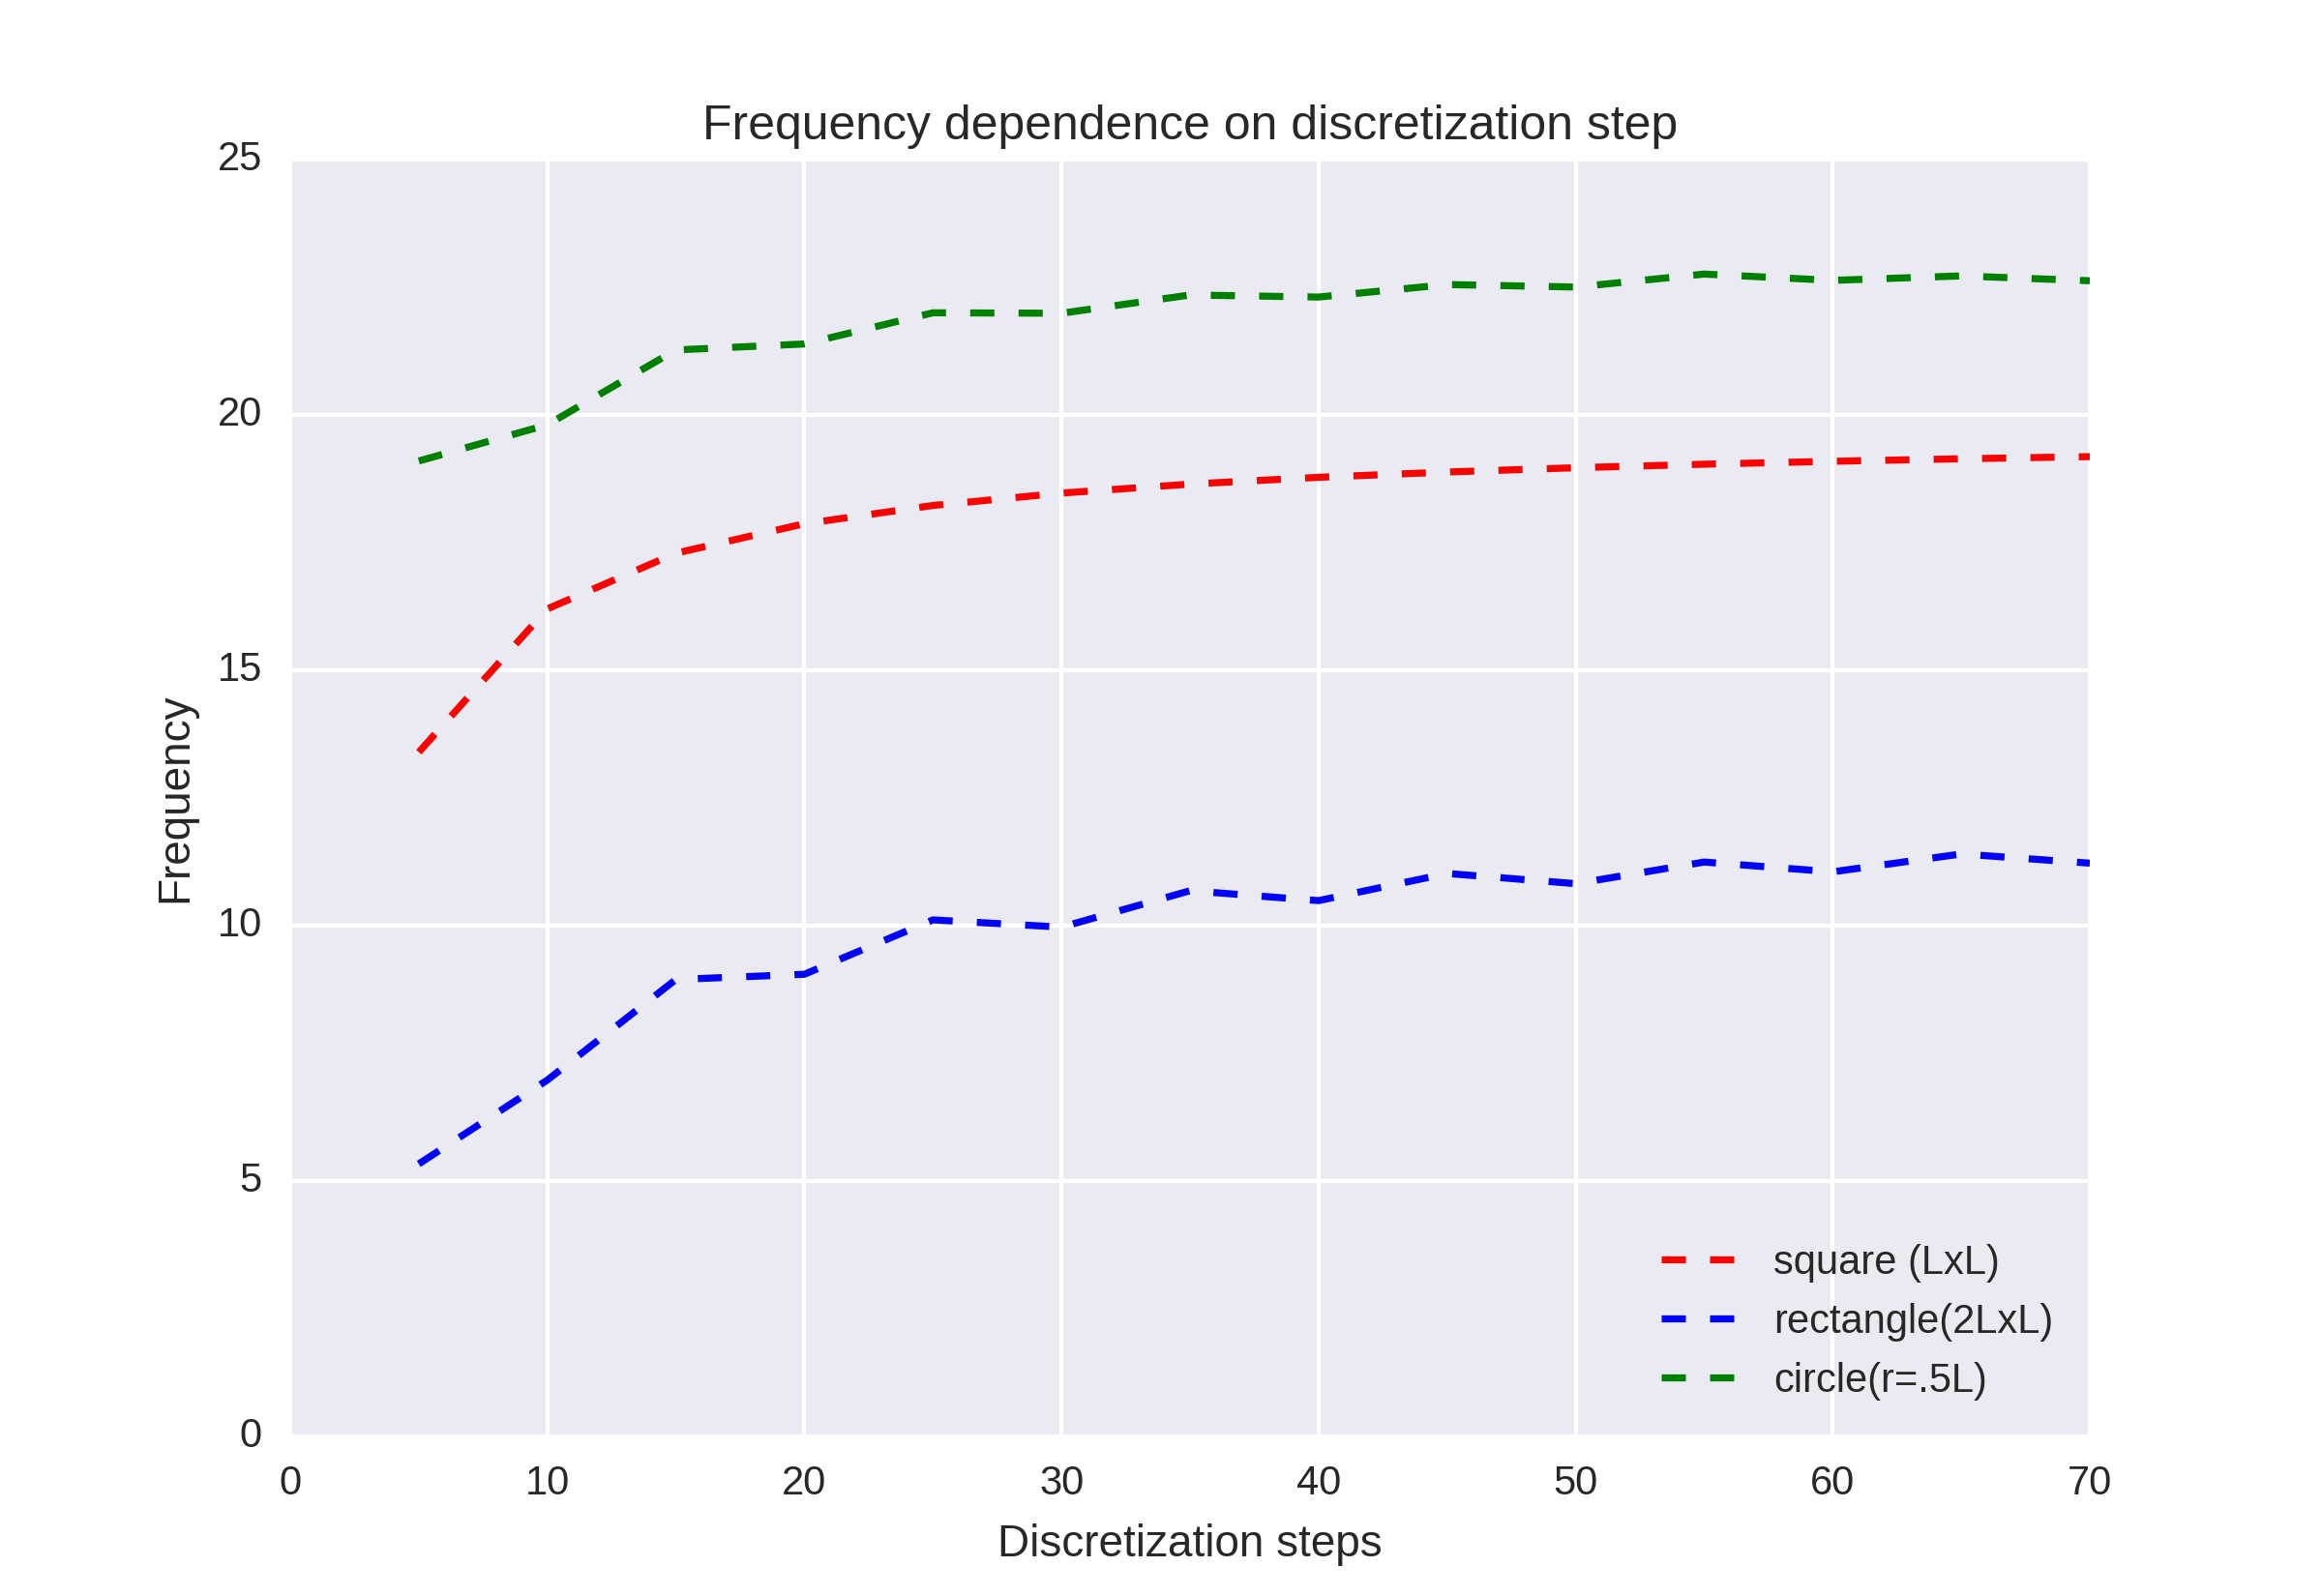 Frequency dependence on discretization step
25
20
15
10
5
0
Frequency
0 10 20 30 40 50 60 70
Discretization steps
square (LxL)
rectangle(2LxL)
circle(r=.5L)